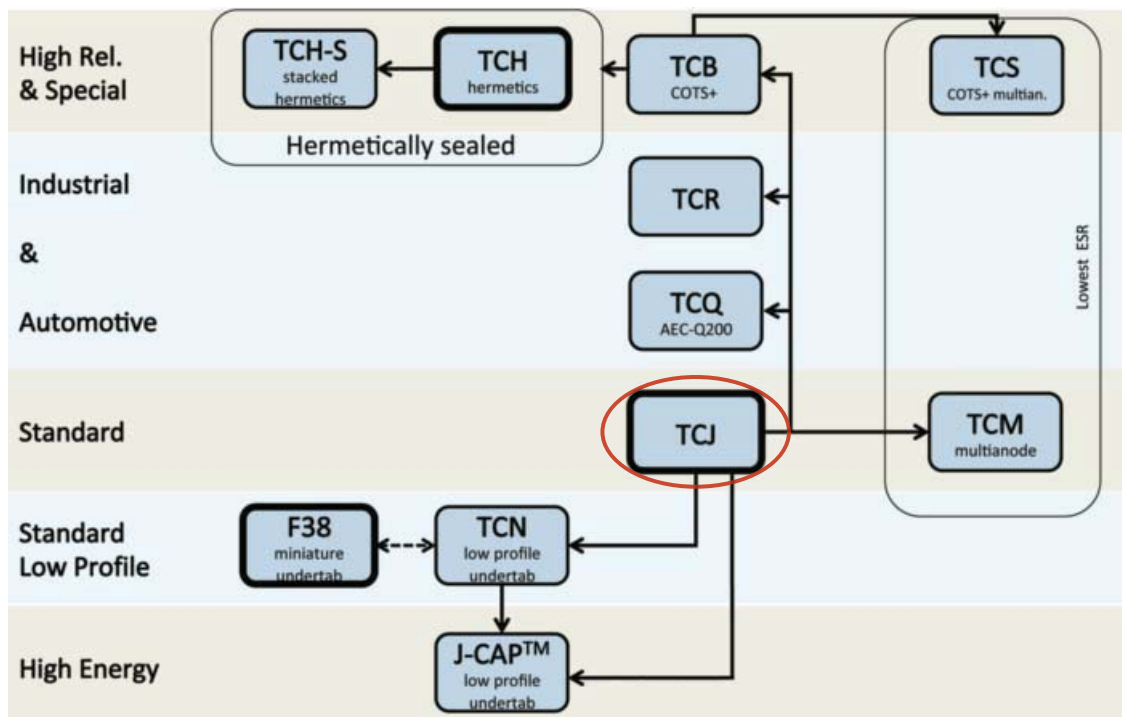 High Rel.
& Special
TCH-S
stacked
hermetics
TCH
hermetics
TCB
COTS+
TCS
COTS+ multian.
Hermetically sealed
Industrial
&
Automotive
TCR
TCQ
AEC-Q200
Lowest ESR
Standard
TCJ
TCM
multianode
Standard
Low Profile
F38
miniature
undertab
TCN
low profile
undertab
High Energy
J-CAP™
low profile
undertab